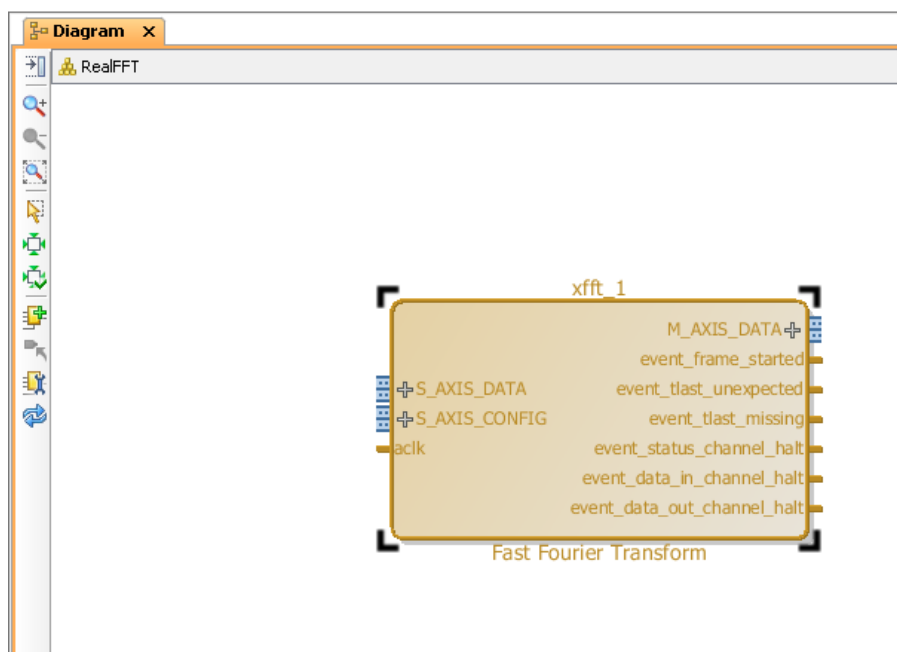 Diagram X
RealFFT
xfft_1
M_AXIS_DATA
event_frame_started
S_AXIS_DATA event_tlast_unexpected
S_AXIS_CONFIG event_tlast_missing
aclk event_status_channel_halt
event_data_in_channel_halt
event_data_out_channel_halt
Fast Fourier Transform